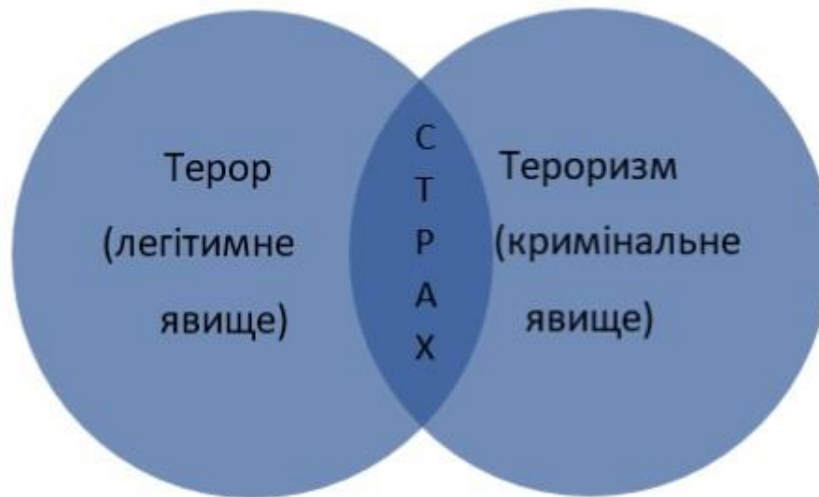 Терор
(легітимне
явище)
С
Т
Р
А
Х
Тероризм
(кримінальне
явище)